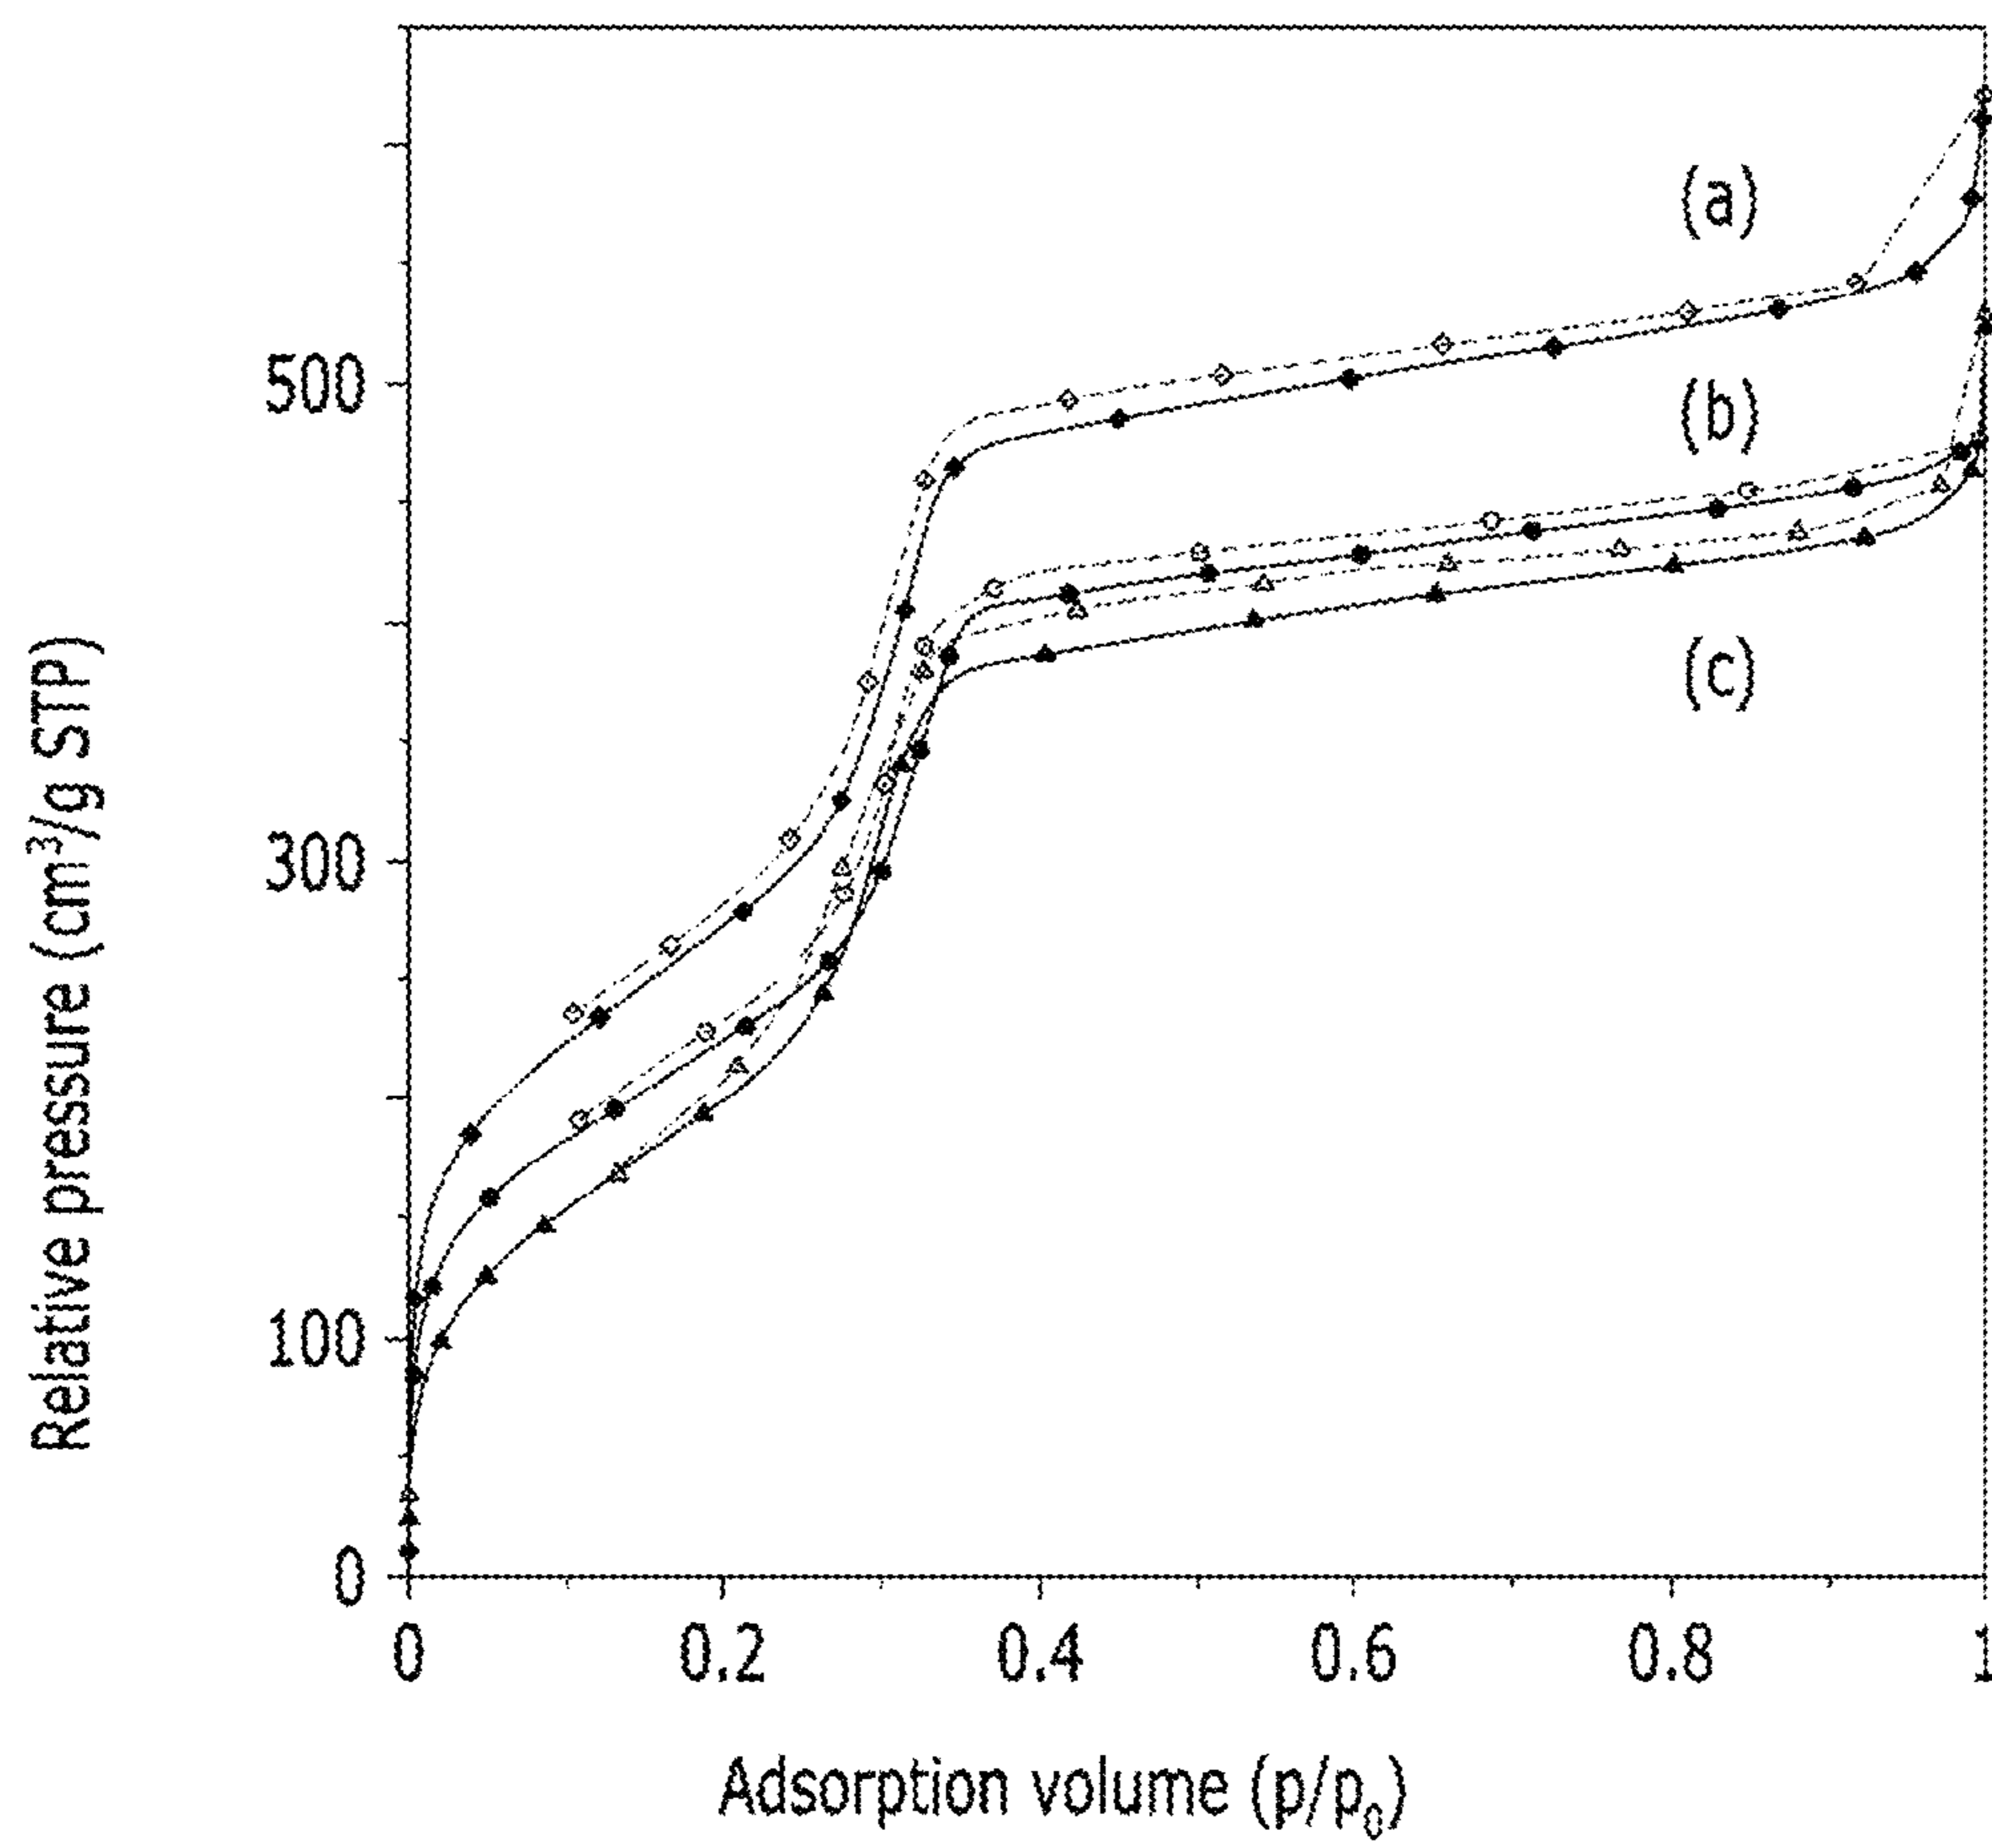 Relative pressure (cm³/g STP)
500
300
100
0
(a)
(b)
(c)
0 0.2 0.4 0.6 0.8 1
Adsorption volume (p/p₀)